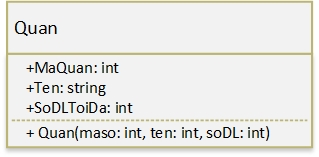 Quan
+MaQuan: int
+Ten: string
+SoDLToiDa: int
+ Quan(maso: int, ten: int, soDL: int)